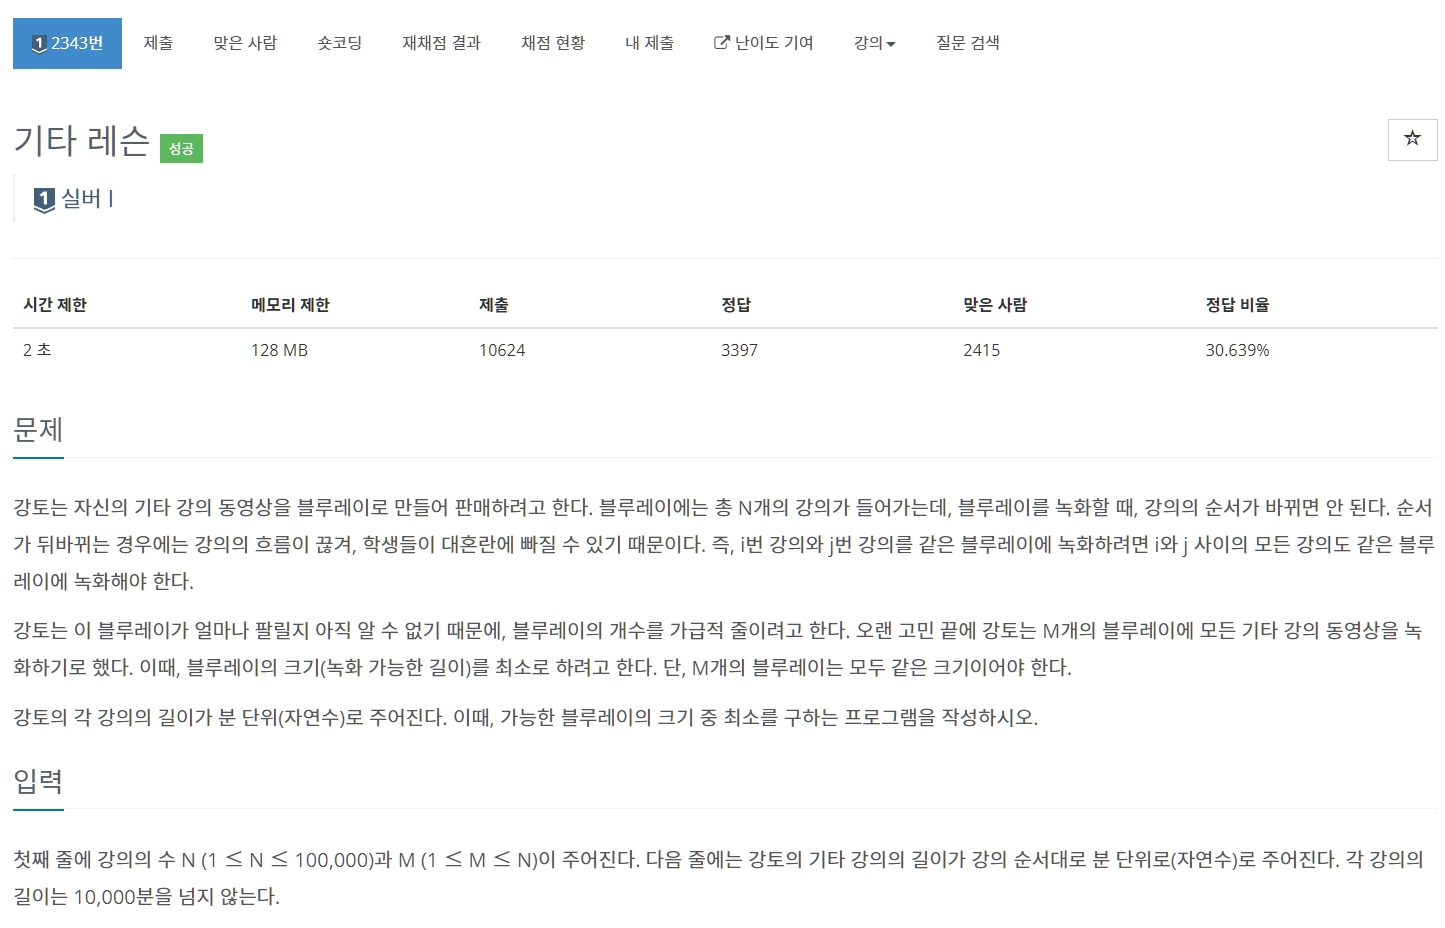 1 2343번 제출 맞은 사람 숏코딩 재채점 결과 채점 현황 내 제출 난이도 기여 강의 질문 검색
기타 레슨 성공
1 실버 I
시간 제한 메모리 제한 제출 정답 맞은 사람 정답 비율
2 초 128 MB 10624 3397 2415 30.639%
문제
강토는 자신의 기타 강의 동영상을 블루레이로 만들어 판매하려고 한다. 블루레이에는 총 N개의 강의가 들어가는데, 블루레이를 녹화할 때, 강의의 순서가 바뀌면 안 된다. 순서
가 뒤바뀌는 경우에는 강의의 흐름이 끊겨, 학생들이 대혼란에 빠질 수 있기 때문이다. 즉, i번 강의와 j번 강의를 같은 블루레이에 녹화하려면 i와 j 사이의 모든 강의도 같은 블루
레이에 녹화해야 한다.
강토는 이 블루레이가 얼마나 팔릴지 아직 알 수 없기 때문에, 블루레이의 개수를 가급적 줄이려고 한다. 오랜 고민 끝에 강토는 M개의 블루레이에 모든 기타 강의 동영상을 녹
화하기로 했다. 이때, 블루레이의 크기(녹화 가능한 길이)를 최소로 하려고 한다. 단, M개의 블루레이는 모두 같은 크기이어야 한다.
강토의 각 강의의 길이가 분 단위(자연수)로 주어진다. 이때, 가능한 블루레이의 크기 중 최소를 구하는 프로그램을 작성하시오.
입력
첫째 줄에 강의의 수 N (1 ≤ N ≤ 100,000)과 M (1 ≤ M ≤ N)이 주어진다. 다음 줄에는 강토의 기타 강의의 길이가 강의 순서대로 분 단위로(자연수)로 주어진다. 각 강의의
길이는 10,000분을 넘지 않는다.